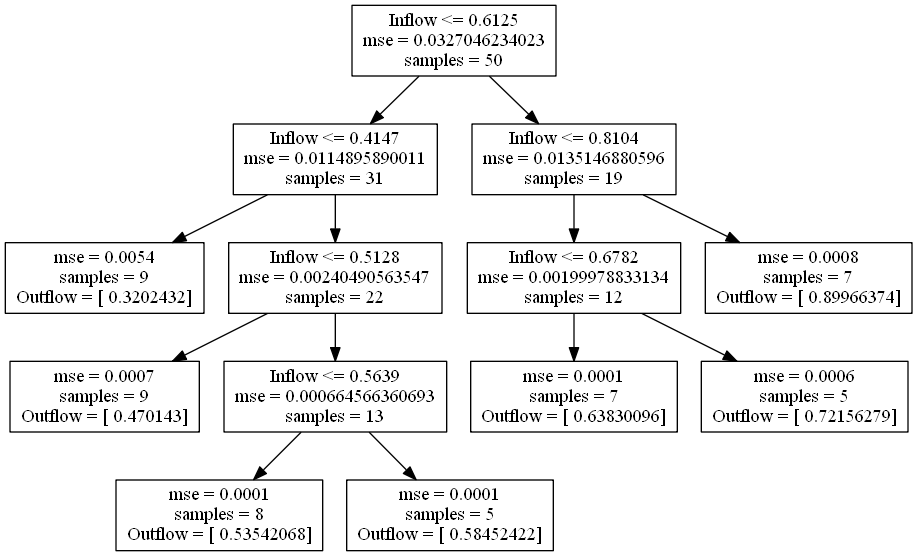 Inflow <= 0.6125
mse = 0.0327046234023
samples = 50
Inflow <= 0.4147
mse = 0.0114895890011
samples = 31
Inflow <= 0.8104
mse = 0.0135146880596
samples = 19
mse = 0.0054
samples = 9
Outflow = [ 0.3202432]
Inflow <= 0.5128
mse = 0.00240490563547
samples = 22
Inflow <= 0.6782
mse = 0.00199978833134
samples = 12
mse = 0.0008
samples = 7
Outflow = [ 0.89966374]
mse = 0.0007
samples = 9
Outflow = [ 0.470143]
Inflow <= 0.5639
mse = 0.000664566360693
samples = 13
mse = 0.0001
samples = 7
Outflow = [ 0.63830096]
mse = 0.0006
samples = 5
Outflow = [ 0.72156279]
mse = 0.0001
samples = 8
Outflow = [ 0.53542068]
mse = 0.0001
samples = 5
Outflow = [ 0.58452422]